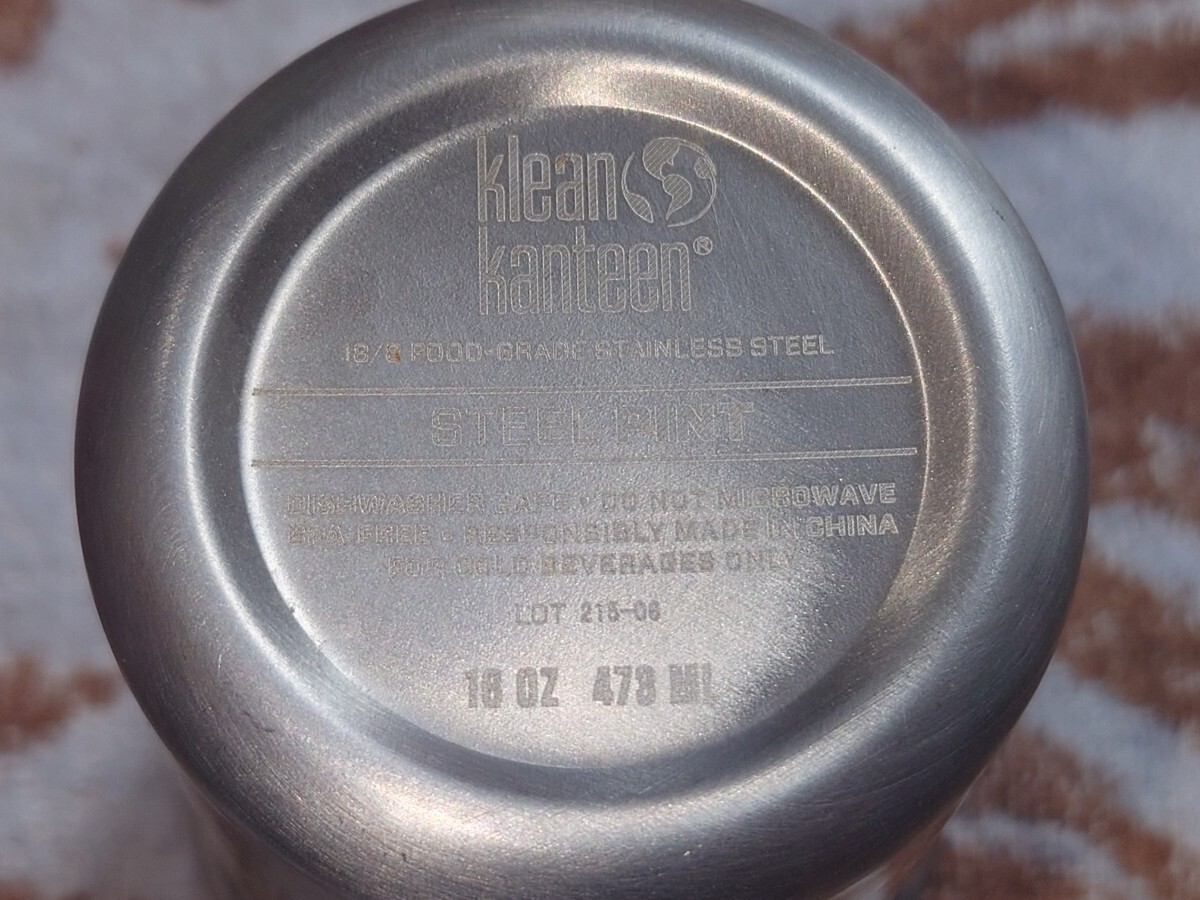 klean
kanteen®
18/8 FOOD-GRADE STAINLESS STEEL
STEEL PINT
DISHWASHER SAFE • DO NOT MICROWAVE
BPA FREE • RESPONSIBLY MADE IN CHINA
FOR COLD BEVERAGES ONLY
LOT 215-06
16 OZ 473 ML